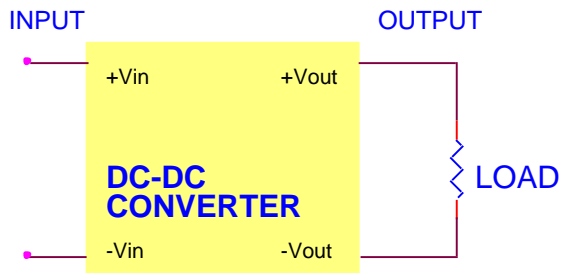 INPUT
OUTPUT
+Vin
+Vout
DC-DC
CONVERTER
LOAD
-Vin
-Vout